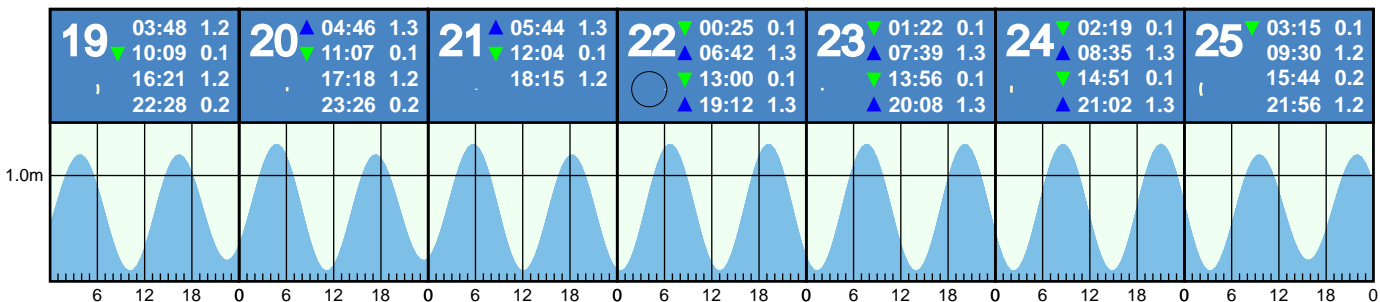 19 03:48 1.2
▼ 10:09 0.1
16:21 1.2
22:28 0.2
20 ▲ 04:46 1.3
▼ 11:07 0.1
17:18 1.2
23:26 0.2
21 ▲ 05:44 1.3
▼ 12:04 0.1
18:15 1.2
22 ▼ 00:25 0.1
▲ 06:42 1.3
▼ 13:00 0.1
▲ 19:12 1.3
23 ▼ 01:22 0.1
▲ 07:39 1.3
▼ 13:56 0.1
▲ 20:08 1.3
24 ▼ 02:19 0.1
▲ 08:35 1.3
▼ 14:51 0.1
▲ 21:02 1.3
25 ▼ 03:15 0.1
09:30 1.2
15:44 0.2
21:56 1.2
1.0m
6 12 18 0 6 12 18 0 6 12 18 0 6 12 18 0 6 12 18 0 6 12 18 0 6 12 18 0